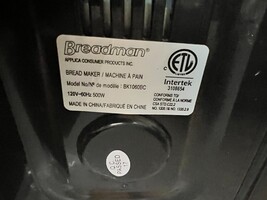 Breadman®
APPLICA CONSUMER PRODUCTS INC.
BREAD MAKER / MACHINE À PAIN
Model No/Nº de modèle : BK1060BC
120V~60Hz 500W
MADE IN CHINA/FABRIQUÉ EN CHINE
ETL
Intertek
3108654
CONFORMS TO/
CONFORME À LA NORME